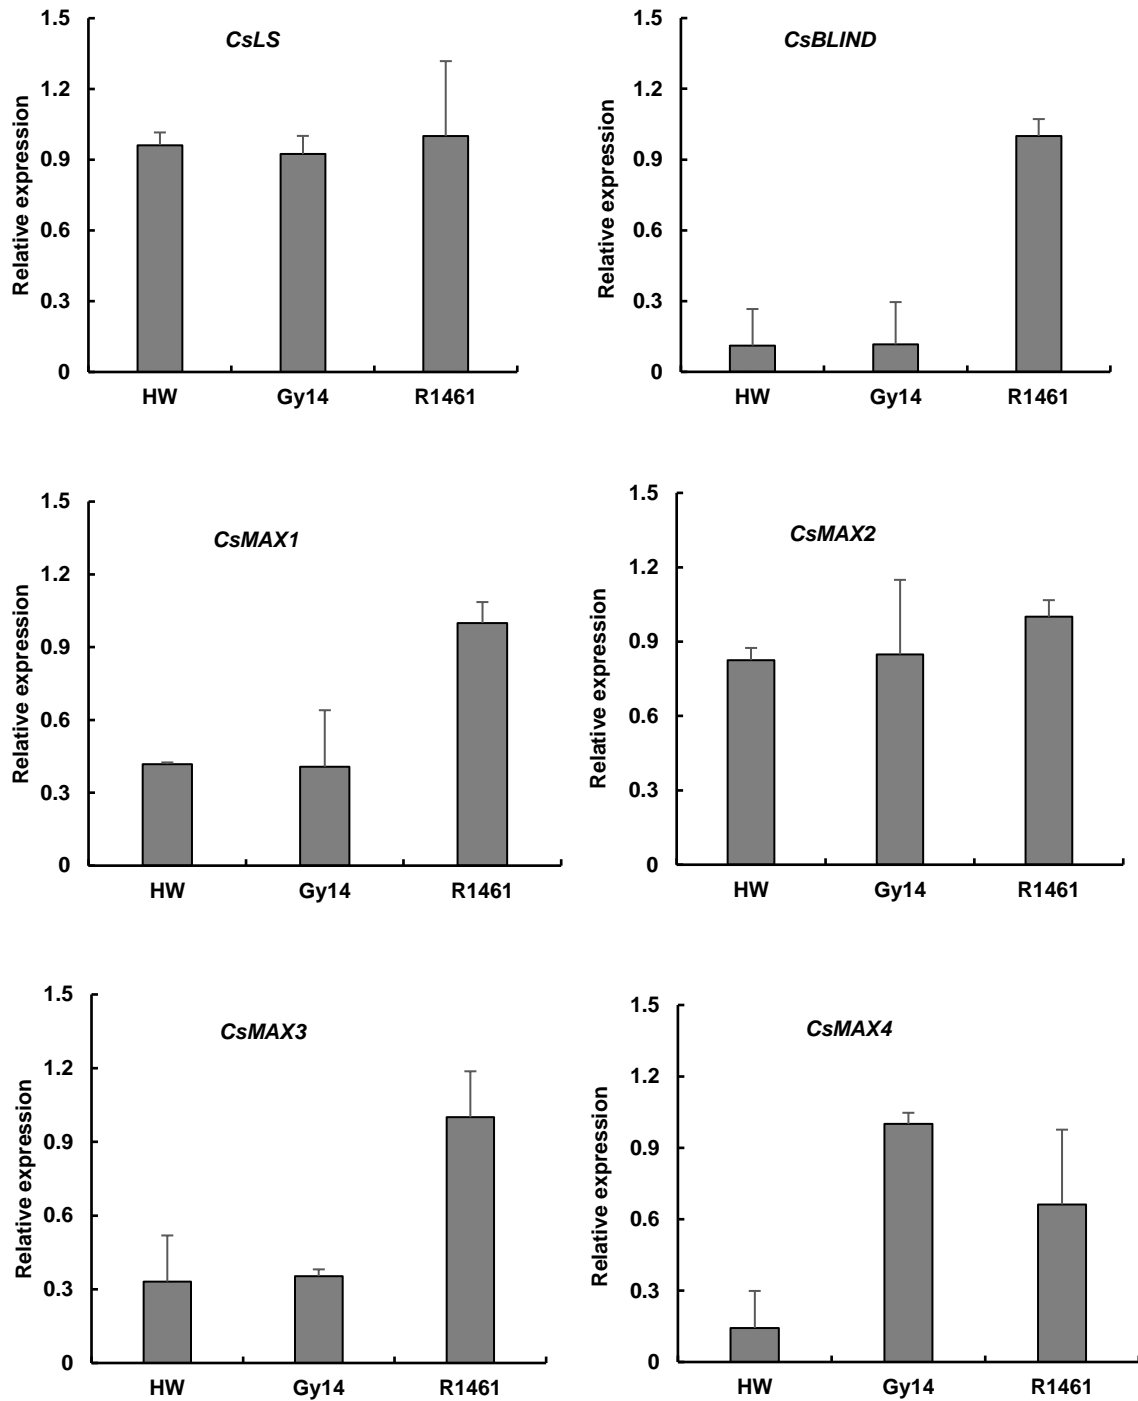 CsLS
Relative expression
1.5
1.2
0.9
0.6
0.3
0
HW Gy14 R1461
CsBLIND
Relative expression
1.5
1.2
0.9
0.6
0.3
0
HW Gy14 R1461
CsMAX1
Relative expression
1.5
1.2
0.9
0.6
0.3
0
HW Gy14 R1461
CsMAX2
Relative expression
1.5
1.2
0.9
0.6
0.3
0
HW Gy14 R1461
CsMAX3
Relative expression
1.5
1.2
0.9
0.6
0.3
0
HW Gy14 R1461
CsMAX4
Relative expression
1.5
1.2
0.9
0.6
0.3
0
HW Gy14 R1461